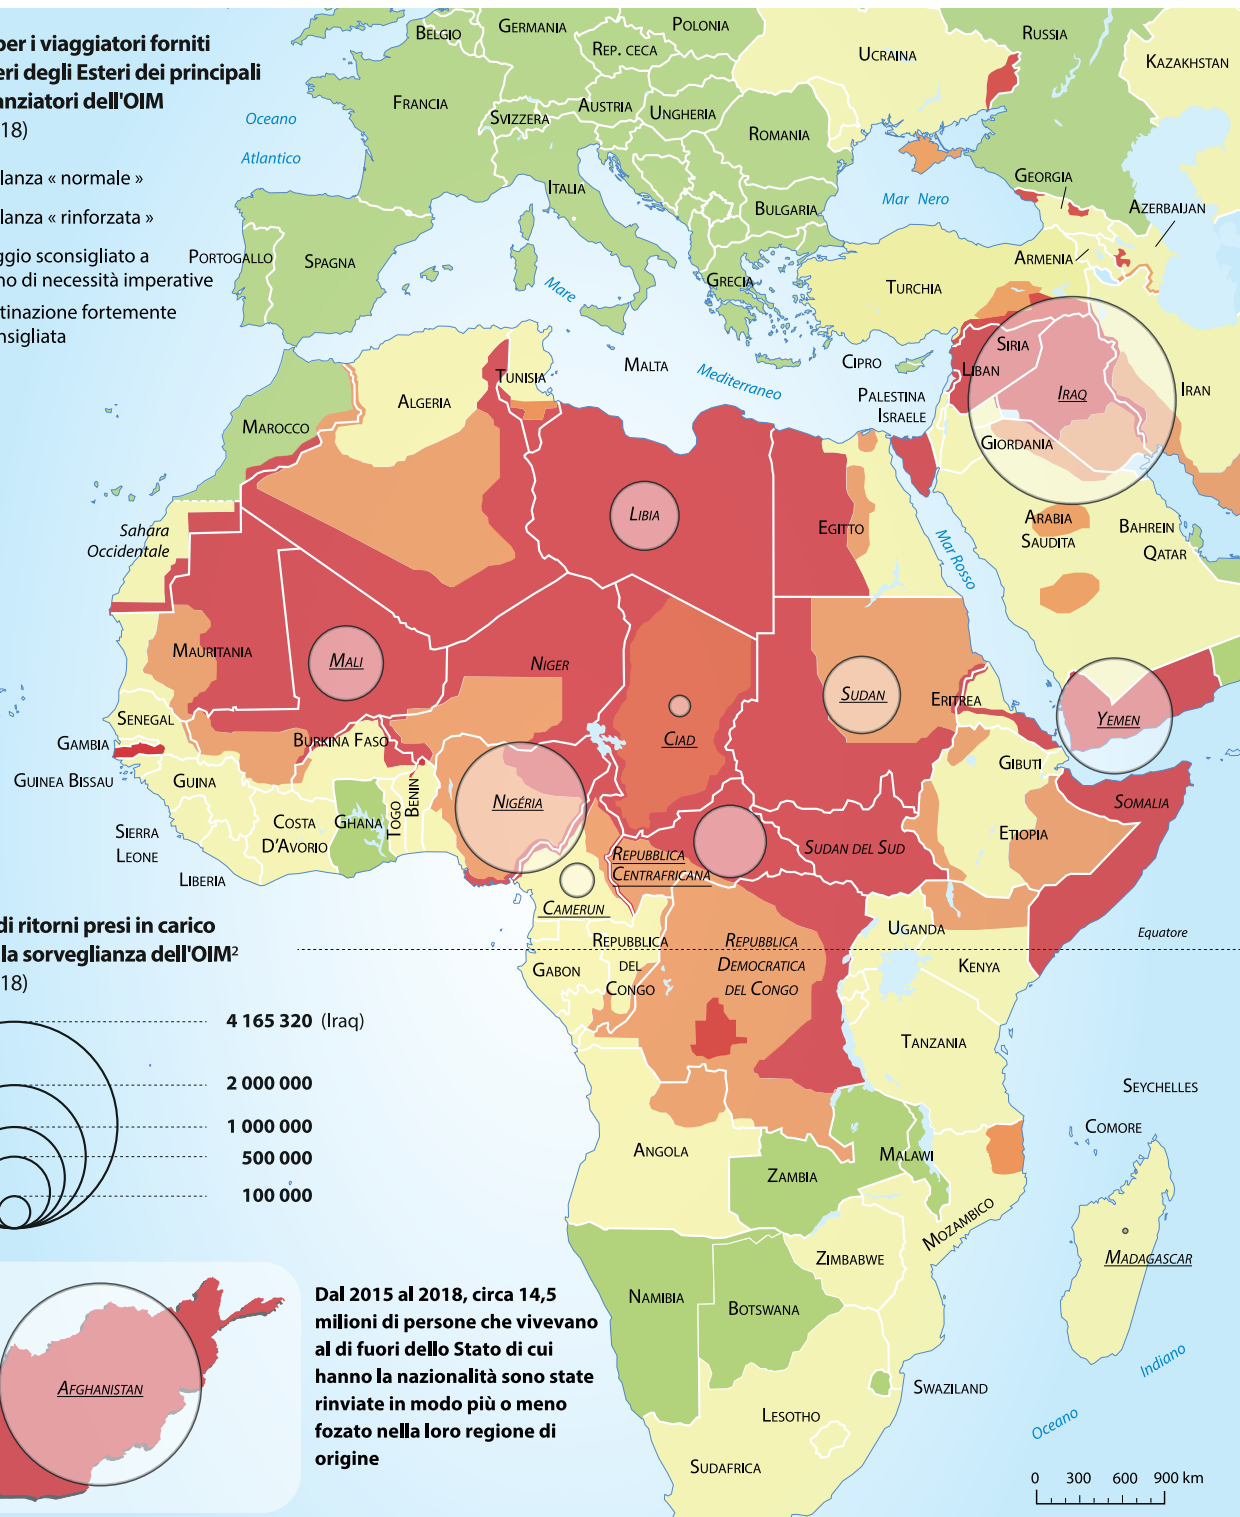 per i viaggiatori forniti
eri degli Esteri dei principali
anziatori dell'OIM
18)
lanza « normale »
lanza « rinforzata »
ggio sconsigliato a
no di necessità imperative
tinazione fortemente
nsigliata
Oceano
Atlantico
BELGIO
GERMANIA
POLONIA
REP. CECA
UCRAINA
RUSSIA
KAZAKHSTAN
FRANCIA
SVIZZERA
AUSTRIA
UNGHERIA
ROMANIA
ITALIA
BULGARIA
Mar Nero
GEORGIA
AZERBAIJAN
ARMENIA
PORTOGALLO
SPAGNA
GRECIA
TURCHIA
Mare
Mediterraneo
MALTA
CIPRO
SIRIA
LIBAN
IRAQ
IRAN
PALESTINA
ISRAELE
GIORDANIA
TUNISIA
ALGERIA
MAROCCO
Sahara
Occidentale
LIBIA
EGITTO
Mar Rosso
ARABIA
SAUDITA
BAHREIN
QATAR
MAURITANIA
MALI
NIGER
CIAD
SUDAN
ERITREA
YEMEN
SENEGAL
GAMBIA
GUINEA BISSAU
GUINA
BURKINA FASO
SIERRA
LEONE
LIBERIA
COSTA
D'AVORIO
GHANA
TOGO
BENIN
NIGÉRIA
CAMERUN
REPUBBLICA
CENTRAFRICANA
SUDAN DEL SUD
GIBUTI
ETIOPIA
SOMALIA
Equatore
GABON
REPUBBLICA
DEL
CONGO
REPUBBLICA
DEMOCRATICA
DEL CONGO
UGANDA
KENYA
TANZANIA
SEYCHELLES
COMORE
ANGOLA
ZAMBIA
MALAWI
MOZAMBICO
ZIMBABWE
MADAGASCAR
NAMIBIA
BOTSWANA
SWAZILAND
LESOTHO
SUDAFRICA
Oceano
Indiano
di ritorni presi in carico
la sorveglianza dell'OIM²
18)
4 165 320 (Iraq)
2 000 000
1 000 000
500 000
100 000
AFGHANISTAN
Dal 2015 al 2018, circa 14,5
milioni di persone che vivevano
al di fuori dello Stato di cui
hanno la nazionalità sono state
rinviate in modo più o meno
fozato nella loro regione di
origine
0 300 600 900 km